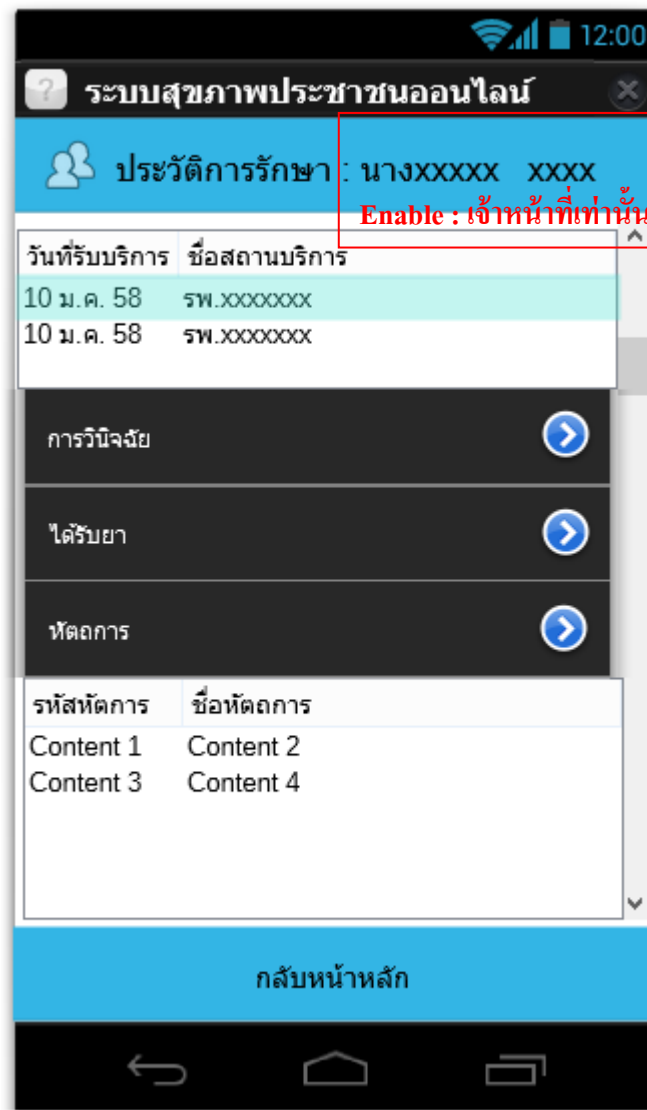 12:00
? ระบบสุขภาพประชาชนออนไลน์
ประวัติการรักษา : นางxxxxx xxxx
Enable : เจ้าหน้าที่เท่านั้น
วันที่รับบริการ ชื่อสถานบริการ
10 ม.ค. 58 รพ.xxxxxxx
10 ม.ค. 58 รพ.xxxxxxx
การวินิจฉัย
ได้รับยา
หัตถการ
รหัสหัตการ ชื่อหัตถการ
Content 1 Content 2
Content 3 Content 4
กลับหน้าหลัก